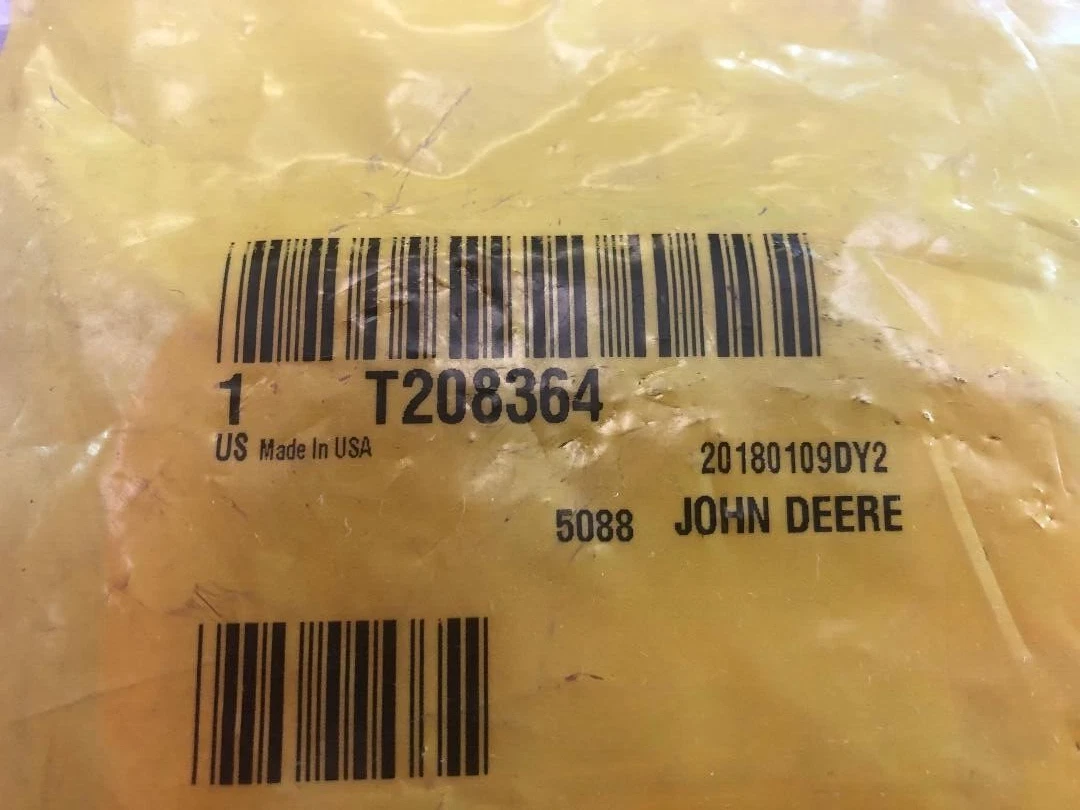 1 T208364
US Made In USA
20180109DY2
5088 JOHN DEERE